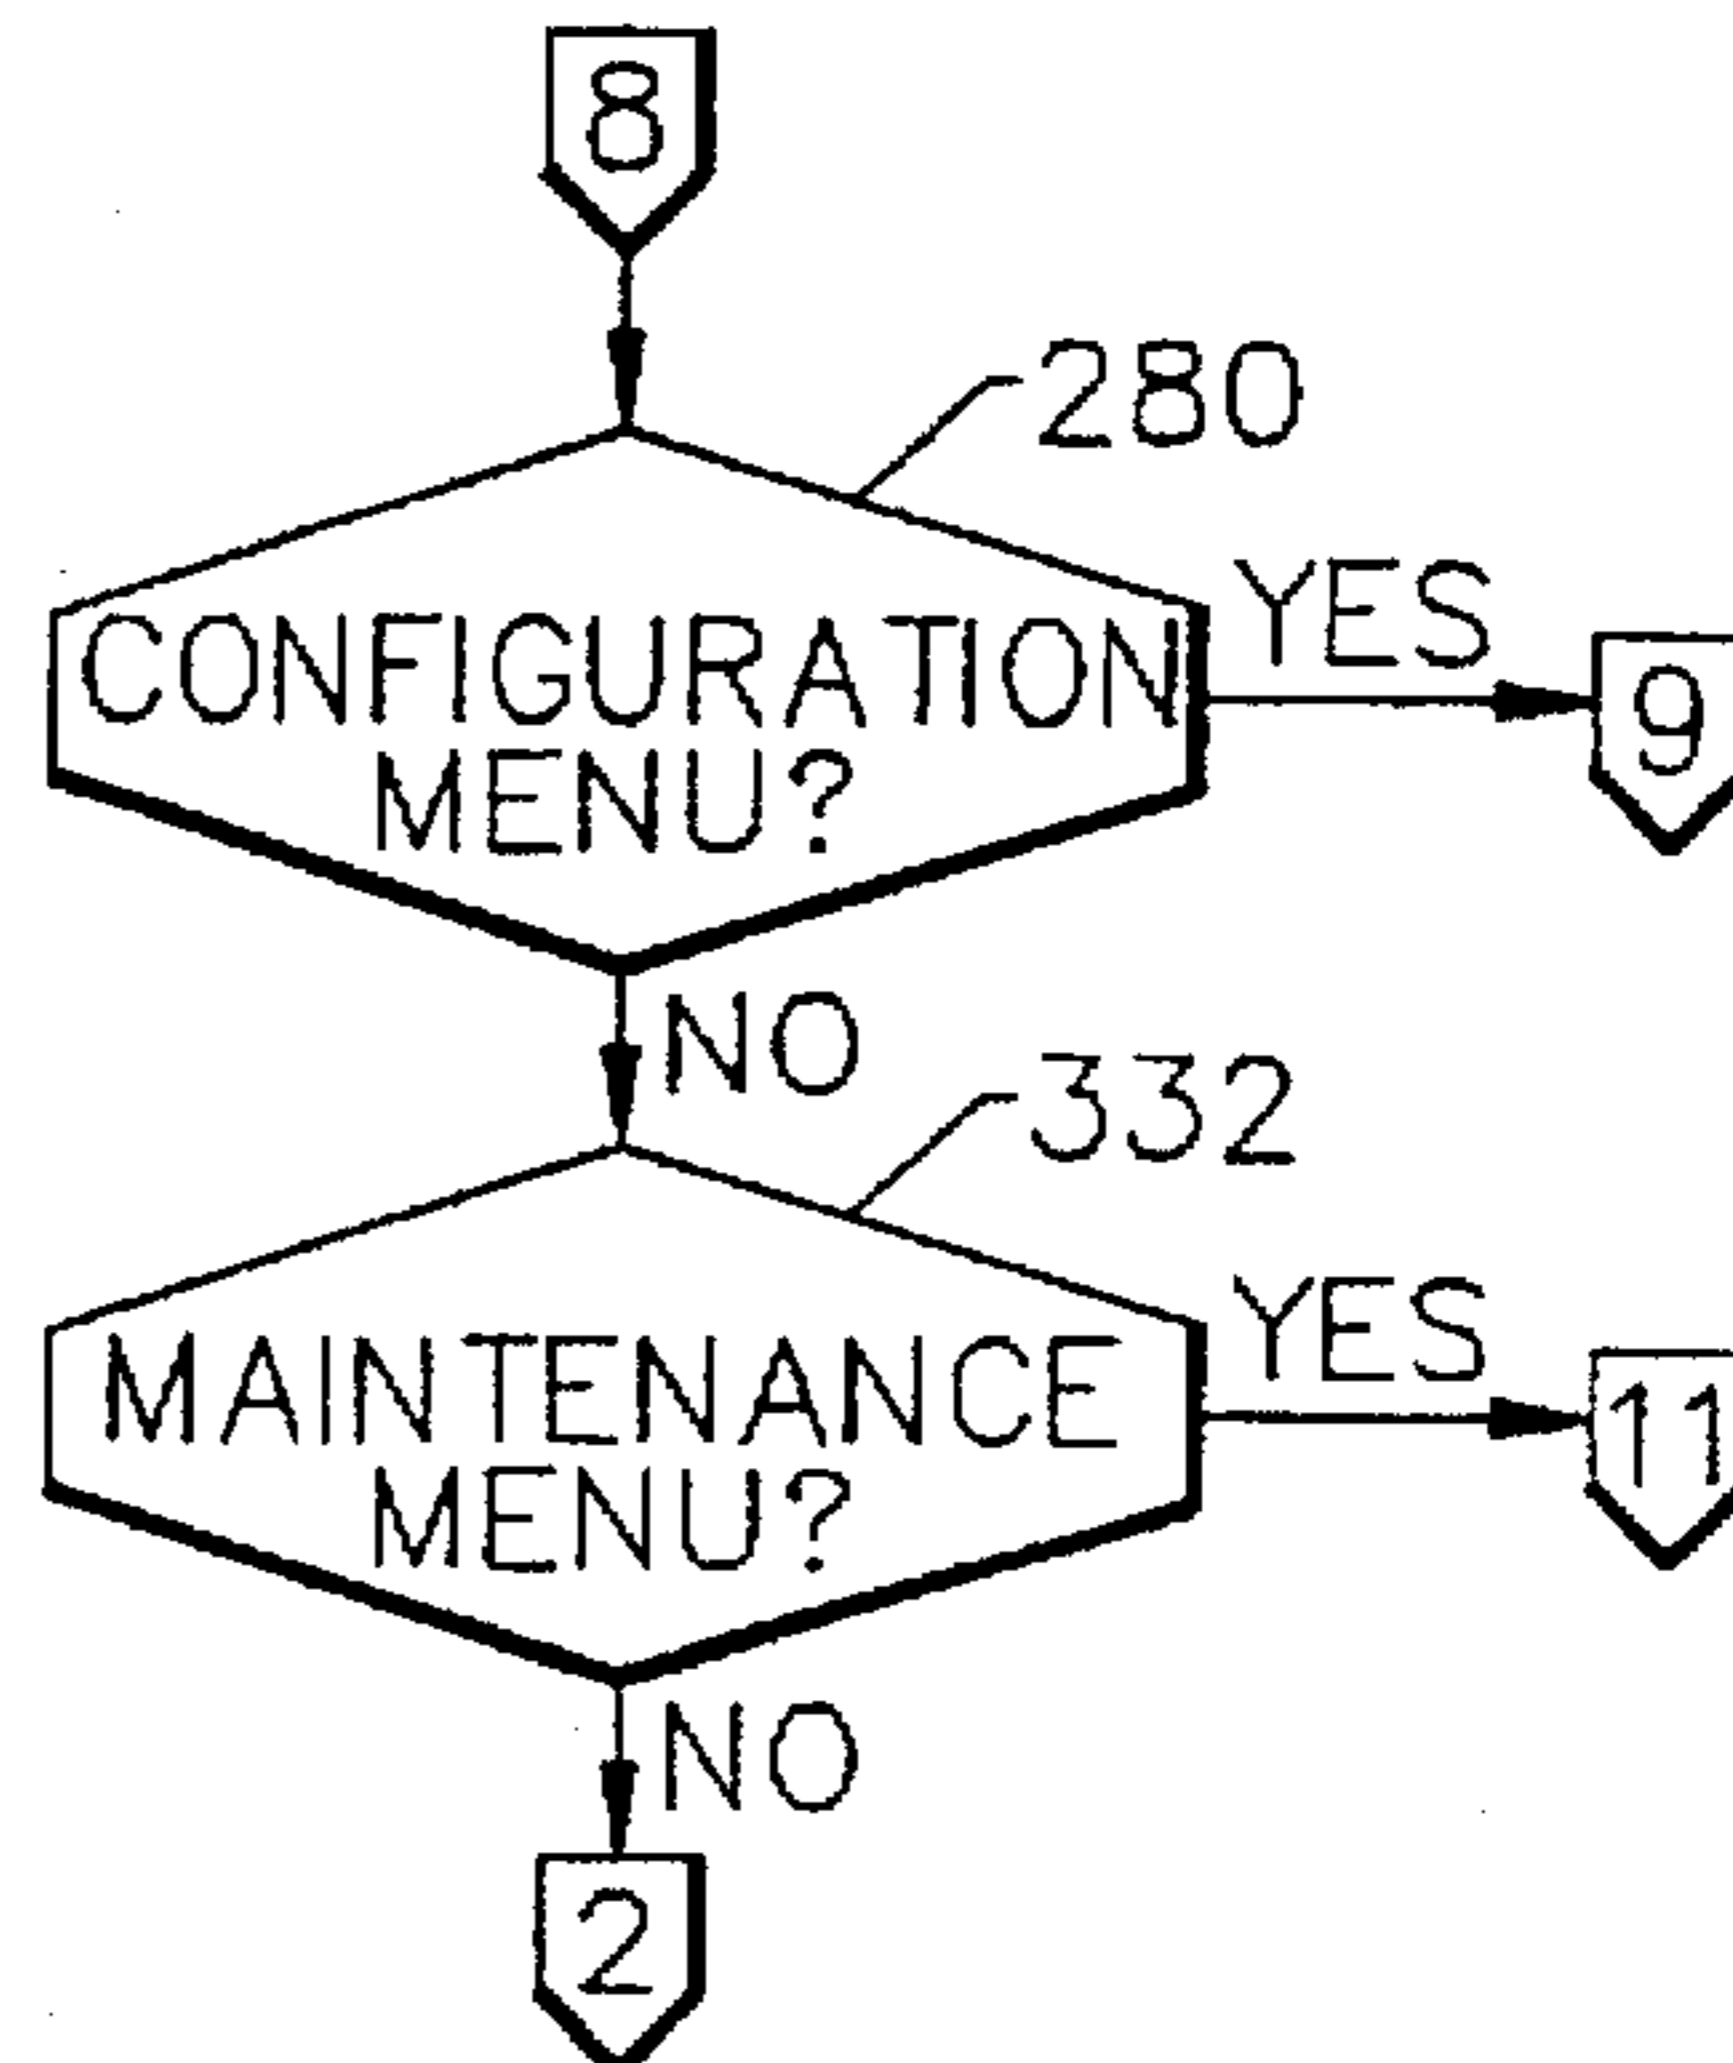 8
280
CONFIGURATION
MENU?
YES
9
NO
332
MAINTENANCE
MENU?
YES
11
NO
2